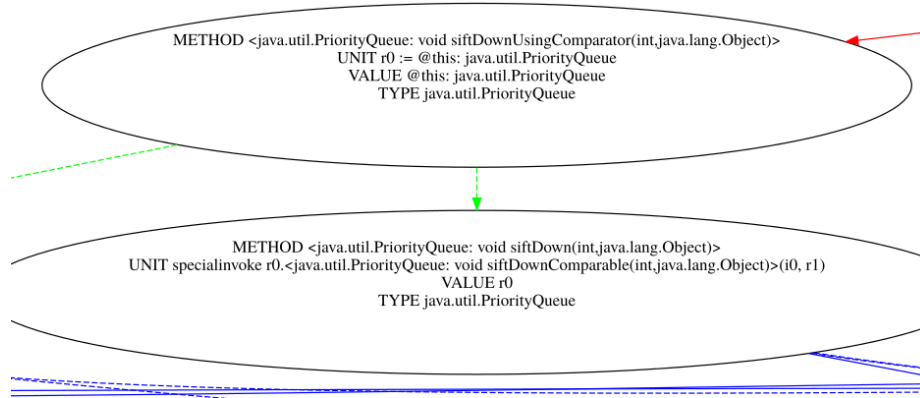 METHOD <java.util.PriorityQueue: void siftDownUsingComparator(int,java.lang.Object)>
UNIT r0 := @this: java.util.PriorityQueue
VALUE @this: java.util.PriorityQueue
TYPE java.util.PriorityQueue
METHOD <java.util.PriorityQueue: void siftDown(int,java.lang.Object)>
UNIT specialinvoke r0.<java.util.PriorityQueue: void siftDownComparable(int,java.lang.Object)>(i0, r1)
VALUE r0
TYPE java.util.PriorityQueue